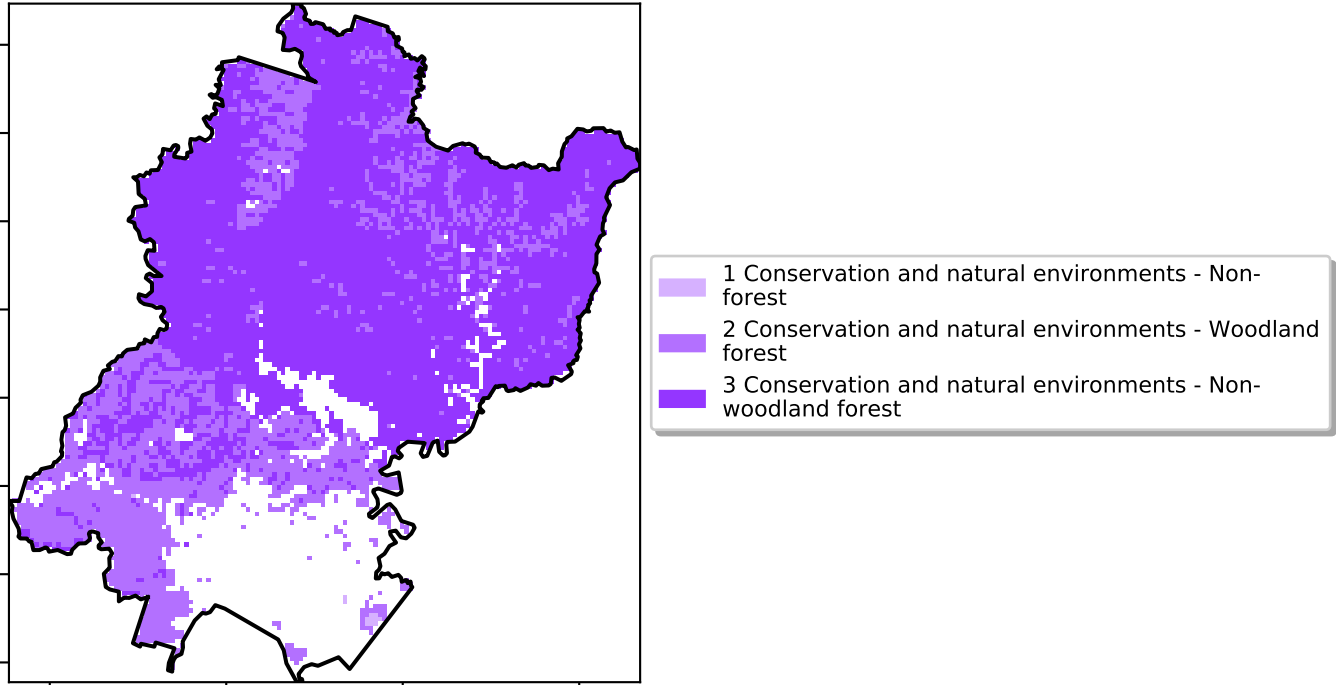 1 Conservation and natural environments - Non-
forest
2 Conservation and natural environments - Woodland
forest
3 Conservation and natural environments - Non-
woodland forest